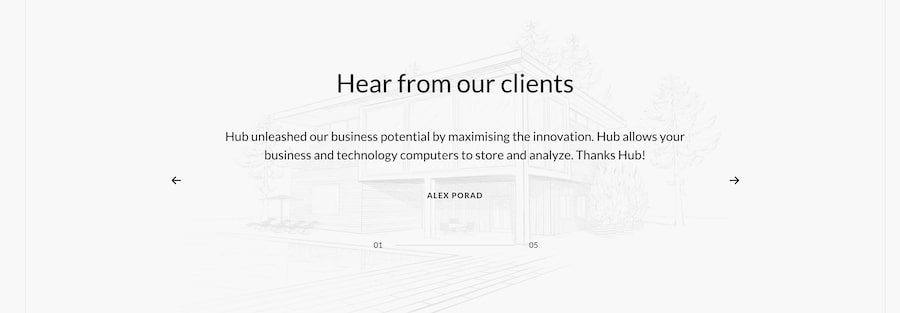 Hear from our clients
Hub unleashed our business potential by maximising the innovation. Hub allows your
business and technology computers to store and analyze. Thanks Hub!
ALEX PORAD
01 05